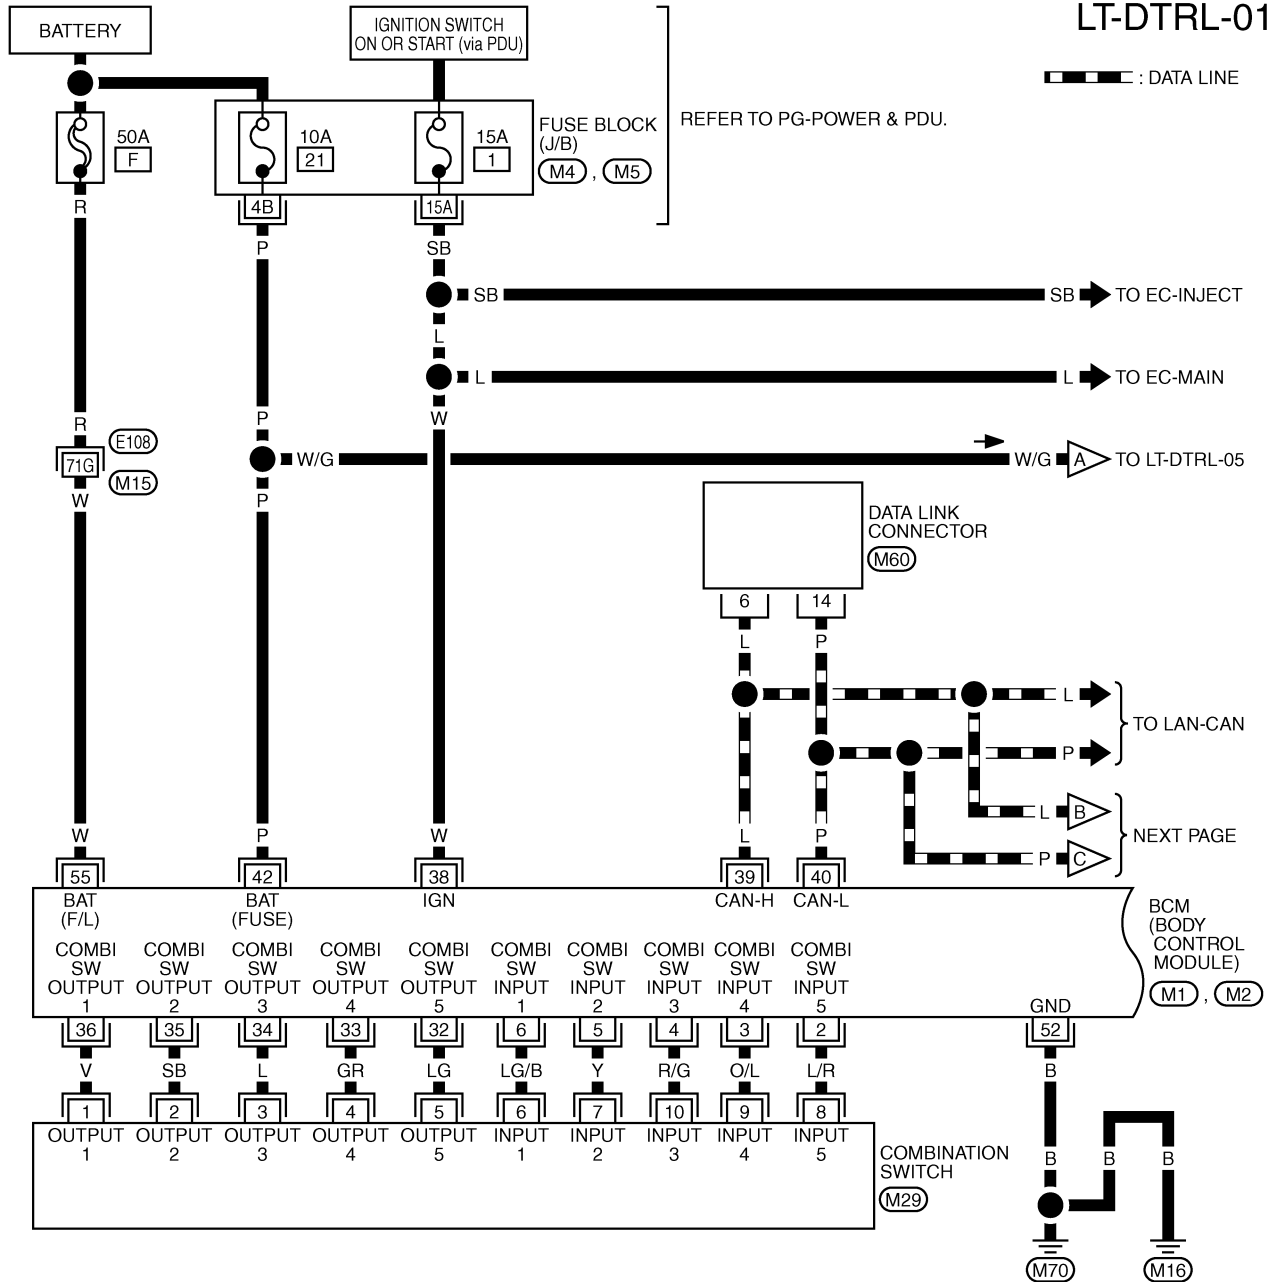 LT-DTRL-01
BATTERY
IGNITION SWITCH
ON OR START (via PDU)
: DATA LINE
50A
F
10A
21
15A
1
FUSE BLOCK
(J/B)
M4 , M5
REFER TO PG-POWER & PDU.
R
4B
15A
P
SB
SB
SB
TO EC-INJECT
L
L
L
TO EC-MAIN
R
P
W
E108
71G
M15
W/G
W/G
A
TO LT-DTRL-05
W
P
DATA LINK
CONNECTOR
M60
6
14
L
P
L
P
TO LAN-CAN
L
B
P
C
NEXT PAGE
W
P
W
L
P
55
42
38
39
40
BAT
(F/L)
BAT
(FUSE)
IGN
CAN-H
CAN-L
BCM
(BODY
CONTROL
MODULE)
M1 , M2
COMBI
SW
OUTPUT
1
COMBI
SW
OUTPUT
2
COMBI
SW
OUTPUT
3
COMBI
SW
OUTPUT
4
COMBI
SW
OUTPUT
5
COMBI
SW
INPUT
1
COMBI
SW
INPUT
2
COMBI
SW
INPUT
3
COMBI
SW
INPUT
4
COMBI
SW
INPUT
5
GND
36
35
34
33
32
6
5
4
3
2
52
V
SB
L
GR
LG
LG/B
Y
R/G
O/L
L/R
B
1
2
3
4
5
6
7
10
9
8
OUTPUT
1
OUTPUT
2
OUTPUT
3
OUTPUT
4
OUTPUT
5
INPUT
1
INPUT
2
INPUT
3
INPUT
4
INPUT
5
COMBINATION
SWITCH
M29
B
B
B
M70
M16